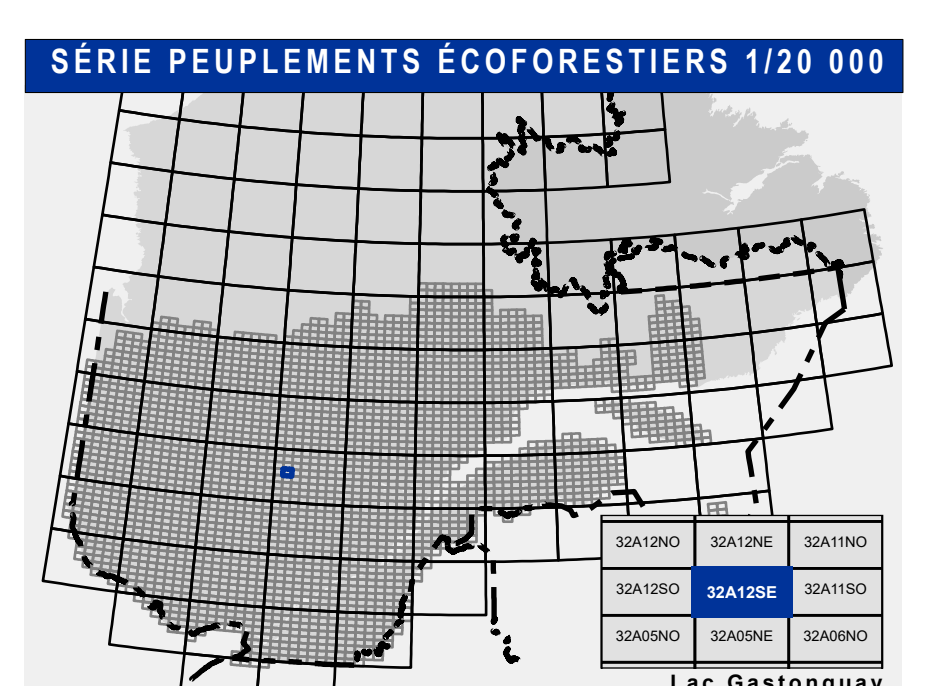 SÉRIE PEUPLEMENTS ÉCOFORESTIERS 1/20 000
32A12NO 32A12NE 32A11NO
32A12SO 32A12SE 32A11SO
32A05NO 32A05NE 32A06NO
Lac Gastonguay